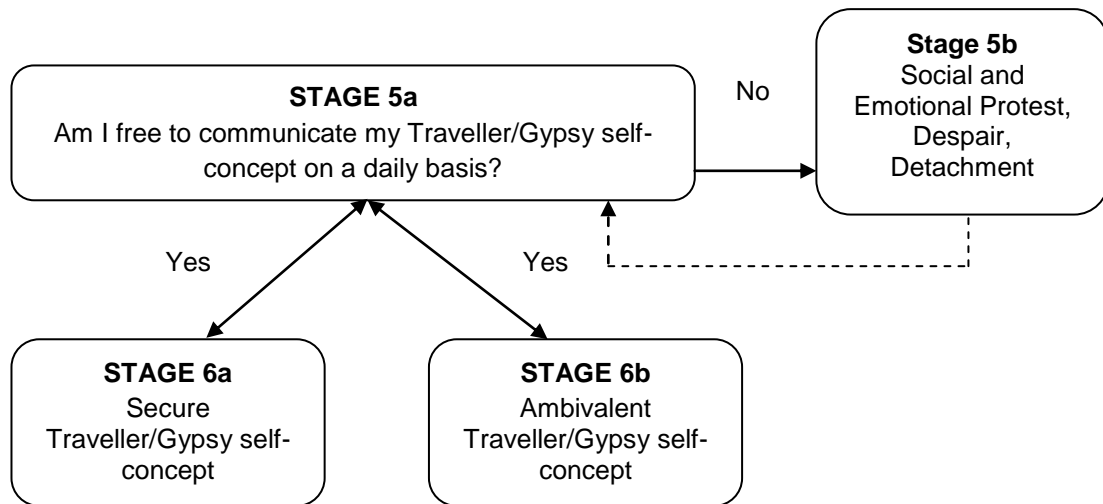 STAGE 5a
Am I free to communicate my Traveller/Gypsy self-
concept on a daily basis?
No
Stage 5b
Social and
Emotional Protest,
Despair,
Detachment
Yes
Yes
STAGE 6a
Secure
Traveller/Gypsy self-
concept
STAGE 6b
Ambivalent
Traveller/Gypsy self-
concept